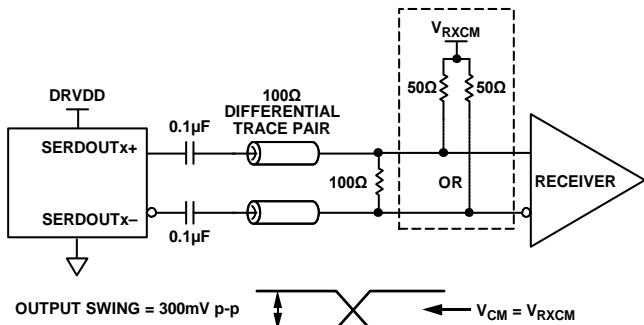 V_RXCM
DRVDD
100Ω
DIFFERENTIAL
TRACE PAIR
50Ω 50Ω
0.1µF
SERDOUTx+
100Ω
OR
RECEIVER
SERDOUTx–
0.1µF
OUTPUT SWING = 300mV p-p
V_CM = V_RXCM